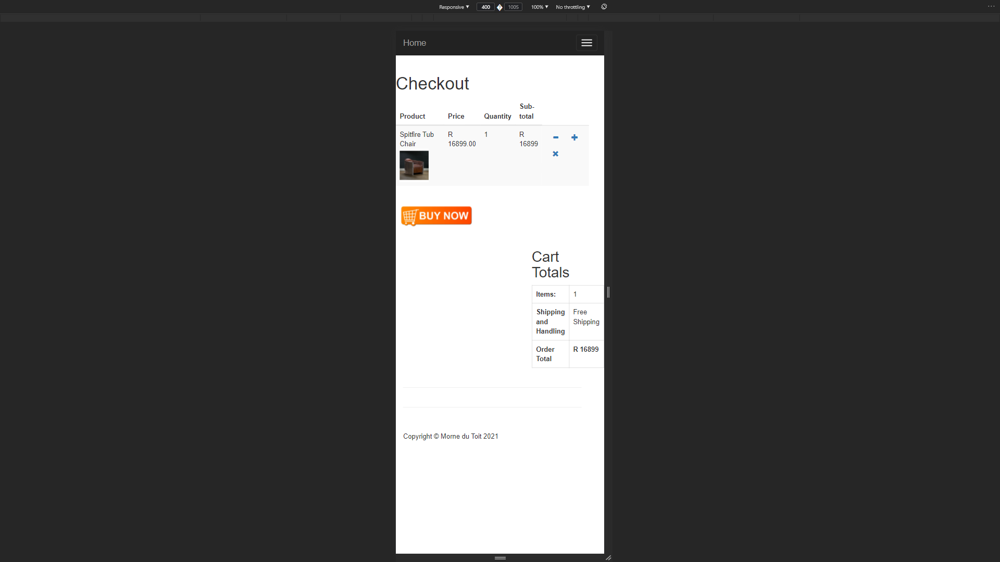 Responsive ▼ 400 ? 1005 100% ▼ No throttling ▼
Home
Checkout
Product Price Quantity Sub-
total
Spitfire Tub
Chair
R
16899.00
1
R
16899
BUY NOW
Cart
Totals
Items: 1
Shipping
and
Handling
Free
Shipping
Order
Total
R 16899
Copyright © Morne du Toit 2021